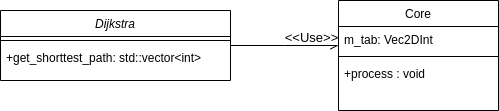 Dijkstra
+get_shorttest_path: std::vector<int>
<<Use>>
Core
m_tab: Vec2DInt
+process : void